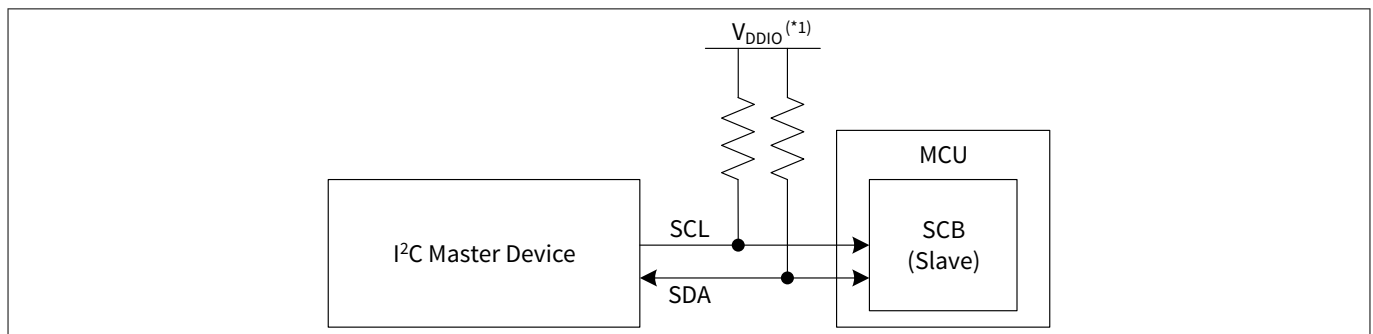 VDDIO (*1)
MCU
I²C Master Device
SCL
SCB
(Slave)
SDA